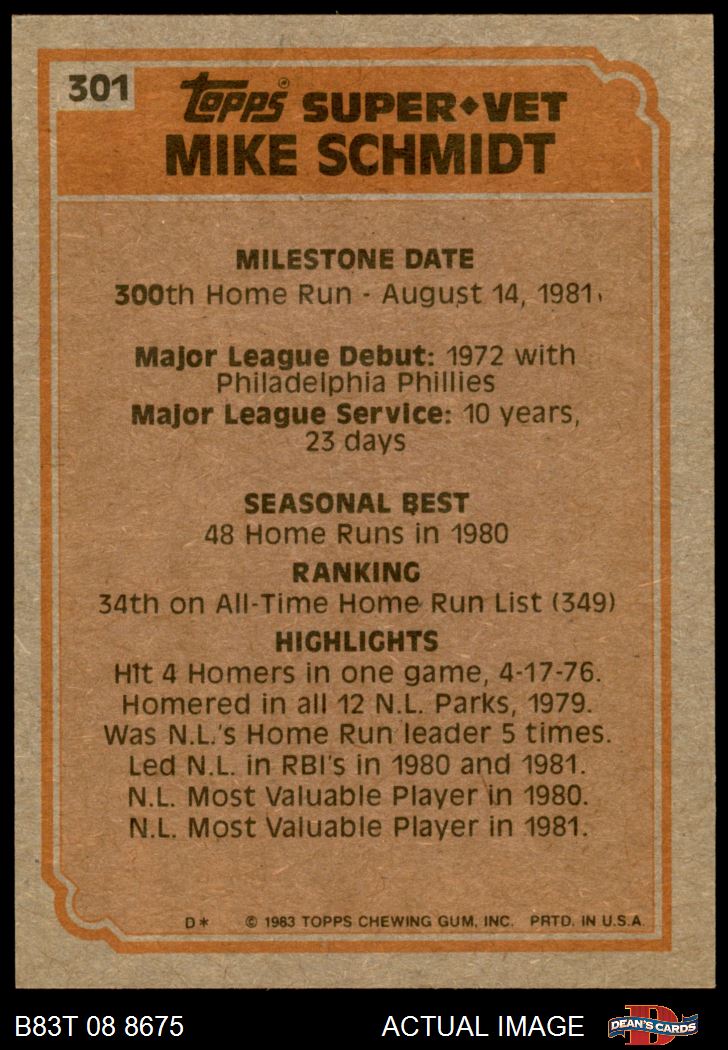 301
Topps SUPER◆VET
MIKE SCHMIDT
MILESTONE DATE
300th Home Run - August 14, 1981.
Major League Debut: 1972 with
Philadelphia Phillies
Major League Service: 10 years,
23 days
SEASONAL BEST
48 Home Runs in 1980
RANKING
34th on All-Time Home Run List (349)
HIGHLIGHTS
Hit 4 Homers in one game, 4-17-76.
Homered in all 12 N.L. Parks, 1979.
Was N.L.'s Home Run leader 5 times.
Led N.L. in RBI's in 1980 and 1981.
N.L. Most Valuable Player in 1980.
N.L. Most Valuable Player in 1981.
D* © 1983 TOPPS CHEWING GUM, INC. PRTD. IN U.S.A.
B83T 08 8675 ACTUAL IMAGE D DEAN'S CARDS